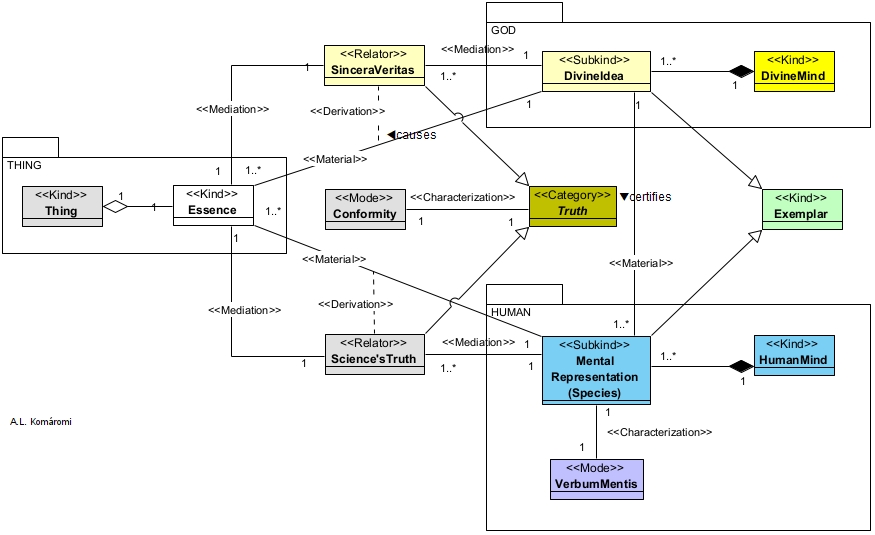 GOD
<<Relator>>
SinceraVeritas
<<Mediation>>
1
1
1..*
<<Subkind>>
DivineIdea
1..*
1
<<Kind>>
DivineMind
<<Mediation>>
<<Derivation>>
1
1
◀causes
THING
<<Material>>
1
1..*
<<Kind>>
Thing
1
1
<<Kind>>
Essence
1..*
1
<<Mode>>
Conformity
<<Characterization>>
1
1
<<Category>>
Truth
▼certifies
<<Kind>>
Exemplar
<<Material>>
<<Material>>
<<Mediation>>
<<Derivation>>
HUMAN
1..*
<<Relator>>
Science'sTruth
1
<<Mediation>>
1
1..*
1
<<Subkind>>
Mental
Representation
(Species)
1..*
1
<<Kind>>
HumanMind
1
<<Characterization>>
1
<<Mode>>
VerbumMentis
A.L. Komáromi